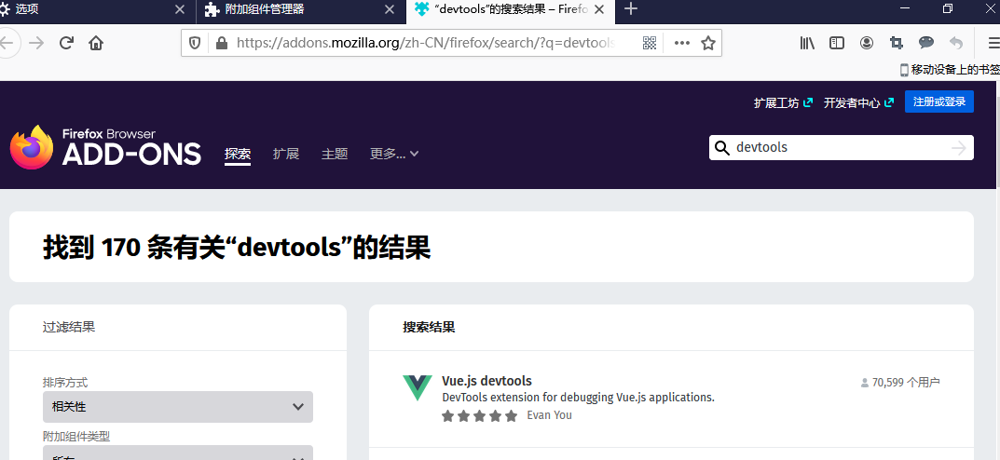 选项
附加组件管理器
“devtools”的搜索结果 – Firefo
https://addons.mozilla.org/zh-CN/firefox/search/?q=devtools
移动设备上的书签
扩展工坊
开发者中心
注册或登录
Firefox Browser
ADD-ONS
探索
扩展
主题
更多...
devtools
找到 170 条有关“devtools”的结果
过滤结果
排序方式
相关性
附加组件类型
所有
搜索结果
Vue.js devtools
70,599 个用户
DevTools extension for debugging Vue.js applications.
Evan You